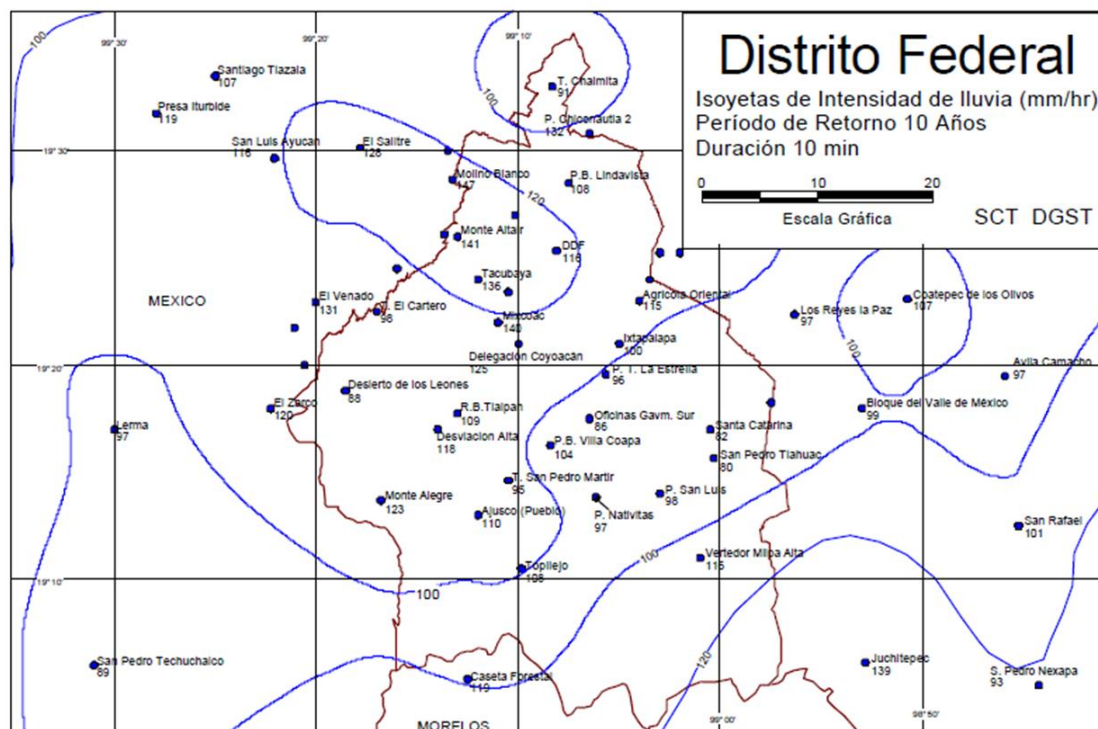 Distrito Federal
Isoyetas de Intensidad de lluvia (mm/hr)
Período de Retorno 10 Años
Duración 10 min
0 10 20
Escala Gráfica
SCT DGST
99° 30'
99° 20'
99° 10'
100
Santiago Tlazala
107
Presa Iturbide
119
T. Chalmita
91
100
P. Chiconautla 2
132
19° 30'
San Luis Ayucan
116
El Salitre
128
Molino Blanco
147
120
P.B. Lindavista
108
Monte Altair
141
DDF
116
Tacubaya
136
MEXICO
El Venado
131
El Cartero
98
Mixcoac
140
Agricola Oriental
115
Los Reyes la Paz
97
Coatepec de los Olivos
107
100
Ixtapalapa
100
Delegación Coyoacán
125
19° 20'
P. T. La Estrella
96
Avila Camacho
97
Desierto de los Leones
88
El Zarco
120
R.B.Tlalpan
109
Oficinas Gavm. Sur
86
Bloque del Valle de México
99
Lerma
97
Desviación Alta
118
P.B. Villa Coapa
104
Santa Catarina
82
San Pedro Tlahuac
80
T. San Pedro Martir
95
Monte Alegre
123
P. San Luis
98
Ajusco (Pueblo)
110
P. Nativitas
97
San Rafael
101
100
Vertedor Milpa Alta
115
Topilejo
108
19° 10'
100
120
San Pedro Techuchalco
89
Juchitepec
139
Caseta Forestal
119
S. Pedro Nexapa
93
MORELOS
99° 00'
98° 50'